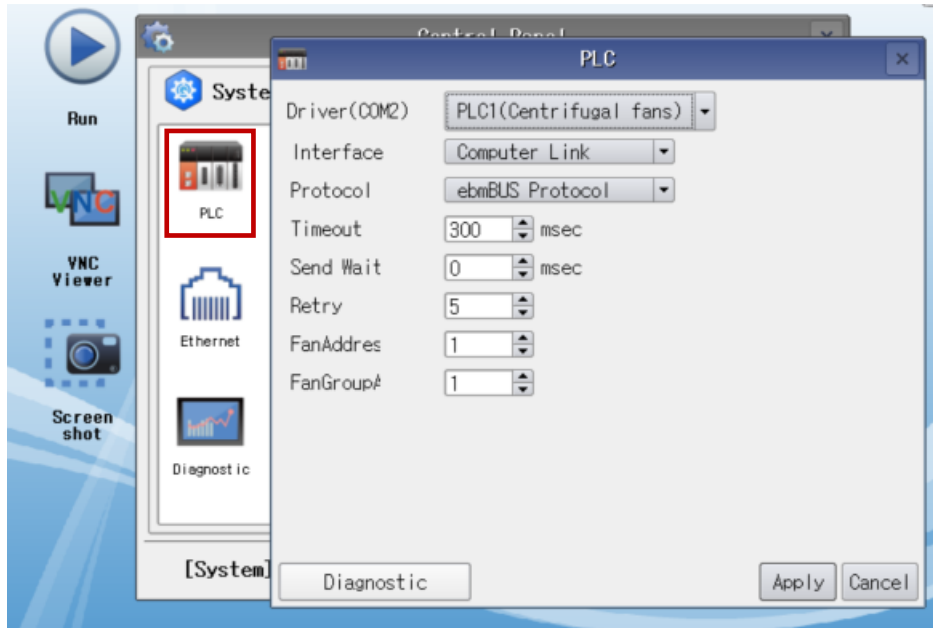 Run
VNC
VNC
Viewer
Screen
shot
Control Panel
Syste
PLC
Ethernet
Diagnostic
[System]
PLC
Driver(COM2) PLC1(Centrifugal fans)
Interface Computer Link
Protocol ebmBUS Protocol
Timeout 300 msec
Send Wait 0 msec
Retry 5
FanAddres 1
FanGroupA 1
Diagnostic Apply Cancel